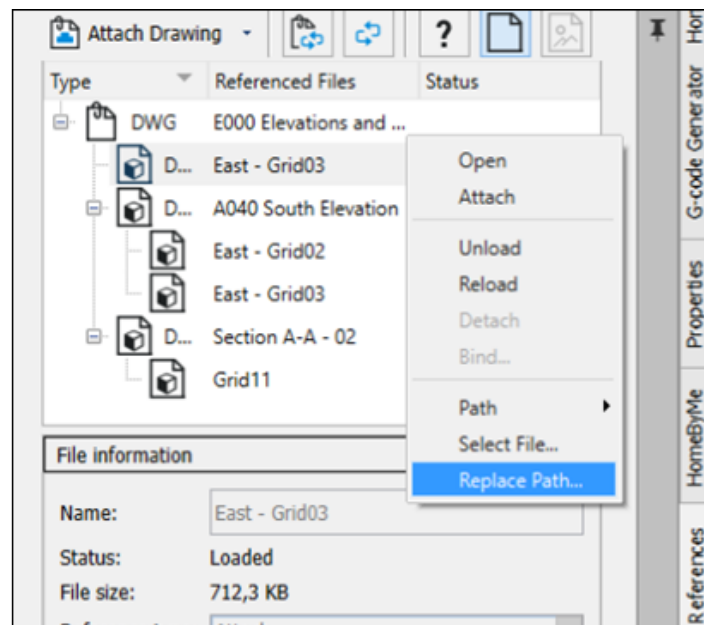 Attach Drawing
?
Type Referenced Files Status
DWG E000 Elevations and ...
D... East - Grid03
D... A040 South Elevation
East - Grid02
East - Grid03
D... Section A-A - 02
Grid11
Open
Attach
Unload
Reload
Detach
Bind...
Path
Select File...
Replace Path...
File information
Name: East - Grid03
Status: Loaded
File size: 712,3 KB
G-code Generator
Properties
HomeByMe
References